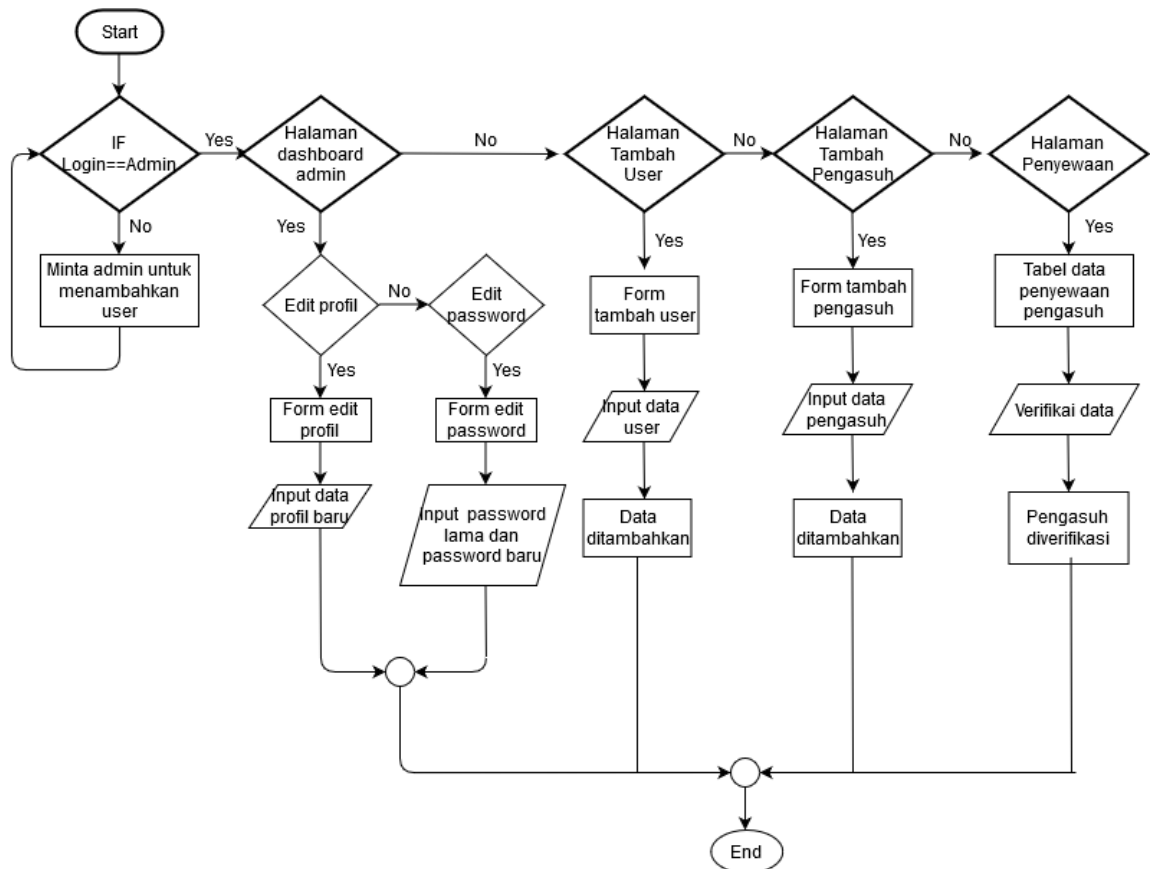 Start
IF
Login==Admin
Yes
Halaman
dashboard
admin
No
Halaman
Tambah
User
No
Halaman
Tambah
Pengasuh
No
Halaman
Penyewaan
No
Minta admin untuk
menambahkan
user
Yes
Edit profil
No
Edit
password
Yes
Form edit
profil
Input data
profil baru
Yes
Form edit
password
Input password
lama dan
password baru
Yes
Form
tambah user
Input data
user
Data
ditambahkan
Yes
Form tambah
pengasuh
Input data
pengasuh
Data
ditambahkan
Yes
Tabel data
penyewaan
pengasuh
Verifikai data
Pengasuh
diverifikasi
End